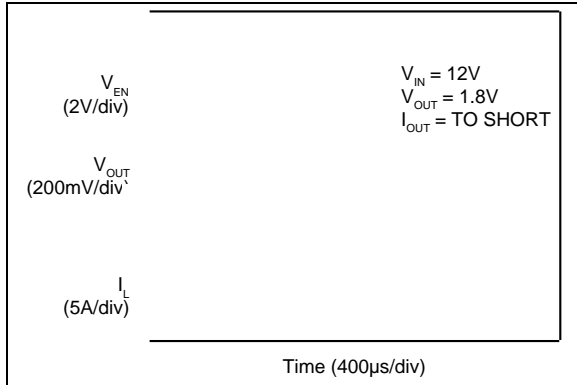 V_EN
(2V/div)
V_OUT
(200mV/div)
I_L
(5A/div)
V_IN = 12V
V_OUT = 1.8V
I_OUT = TO SHORT
Time (400µs/div)